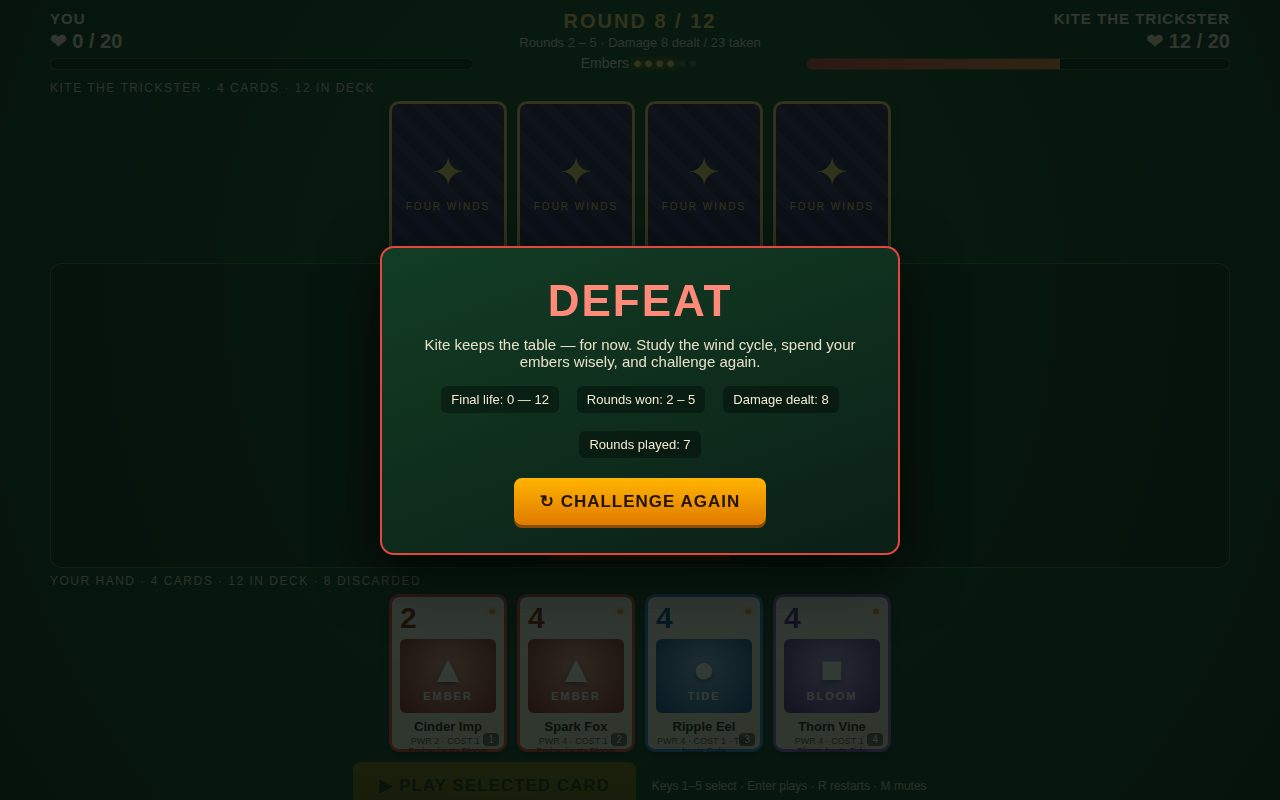 YOU
ROUND 8 / 12
KITE THE TRICKSTER
❤ 0 / 20
Rounds 2 – 5 · Damage 8 dealt / 23 taken
❤ 12 / 20
Embers
KITE THE TRICKSTER · 4 CARDS · 12 IN DECK
FOUR WINDS
FOUR WINDS
FOUR WINDS
FOUR WINDS
DEFEAT
Kite keeps the table — for now. Study the wind cycle, spend your
embers wisely, and challenge again.
Final life: 0 — 12
Rounds won: 2 – 5
Damage dealt: 8
Rounds played: 7
↻ CHALLENGE AGAIN
YOUR HAND · 4 CARDS · 12 IN DECK · 8 DISCARDED
2
EMBER
Cinder Imp
PWR 2 · COST 1
1
4
EMBER
Spark Fox
PWR 4 · COST 1
2
4
TIDE
Ripple Eel
PWR 4 · COST 1 ·
3
4
BLOOM
Thorn Vine
PWR 4 · COST 1
4
▶ PLAY SELECTED CARD
Keys 1–5 select · Enter plays · R restarts · M mutes